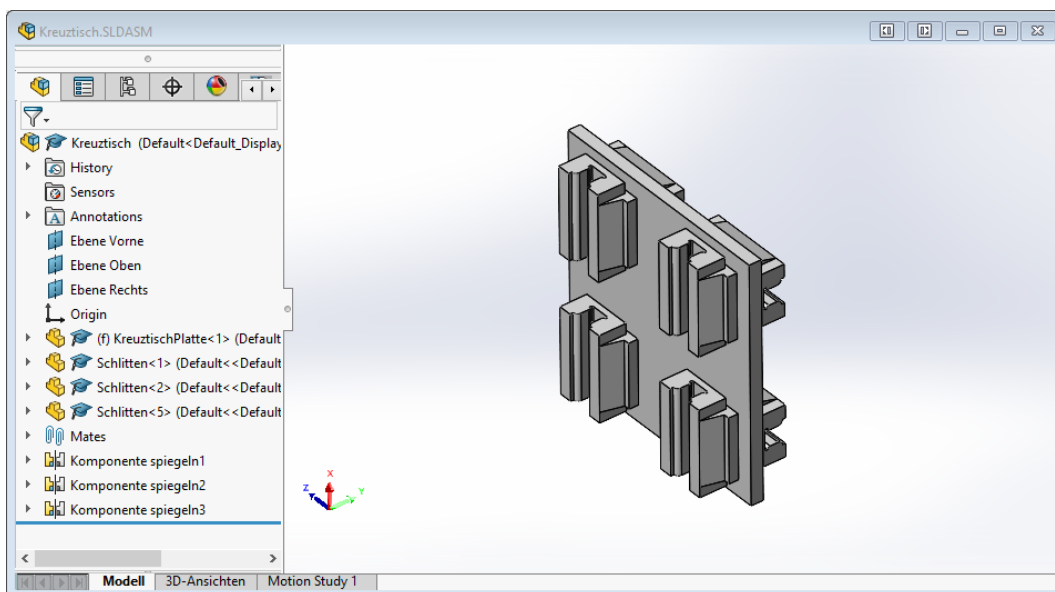 Kreuztisch.SLDASM
Kreuztisch (Default<Default_Display
History
Sensors
A Annotations
Ebene Vorne
Ebene Oben
Ebene Rechts
Origin
(f) KreuztischPlatte<1> (Default
Schlitten<1> (Default<<Default
Schlitten<2> (Default<<Default
Schlitten<5> (Default<<Default
Mates
Komponente spiegeln1
Komponente spiegeln2
Komponente spiegeln3
X
Z Y
Modell 3D-Ansichten Motion Study 1